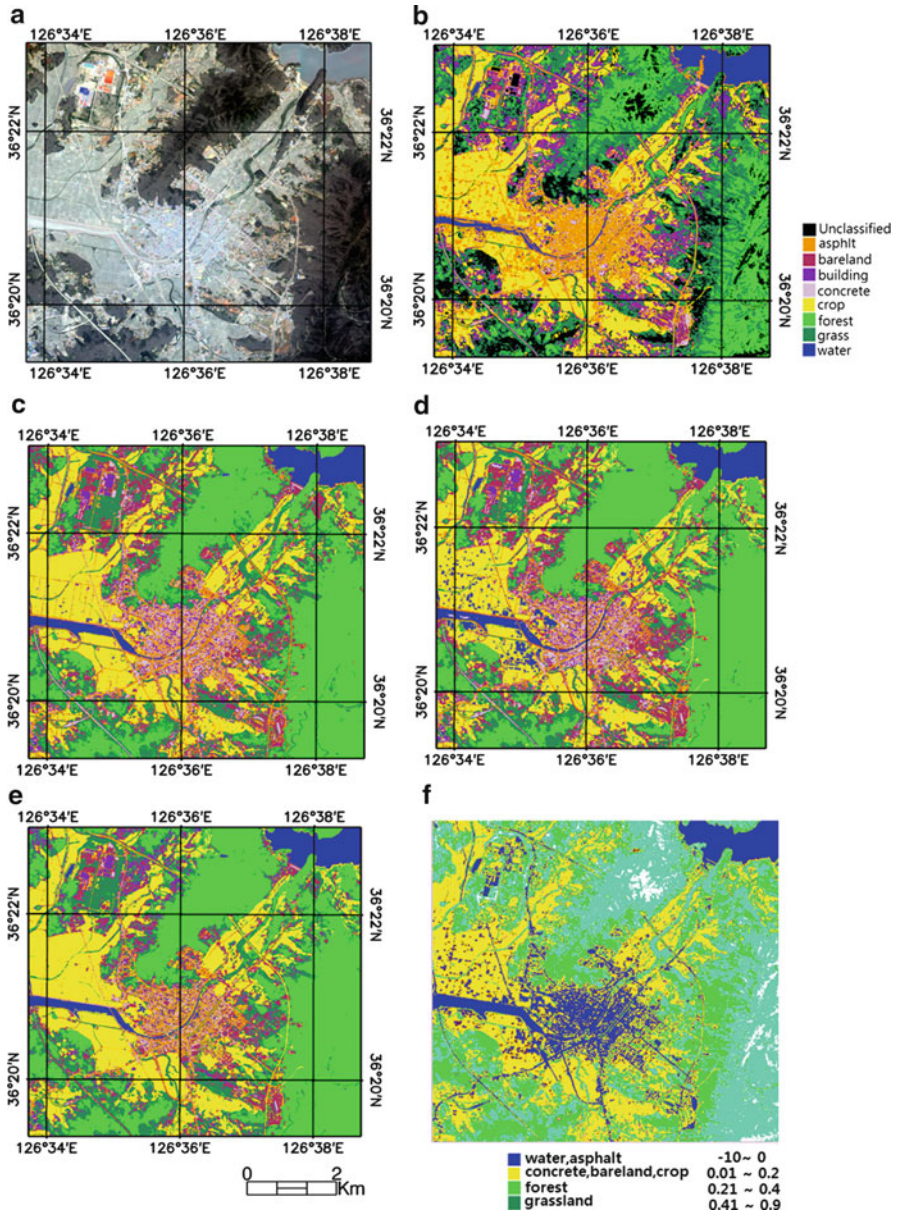 a
126°34′E 126°36′E 126°38′E
36°22′N 36°22′N
36°20′N 36°20′N
126°34′E 126°36′E 126°38′E
b
126°34′E 126°36′E 126°38′E
36°22′N 36°22′N
36°20′N 36°20′N
126°34′E 126°36′E 126°38′E
Unclassified
asphlt
bareland
building
concrete
crop
forest
grass
water
c
126°34′E 126°36′E 126°38′E
36°22′N 36°22′N
36°20′N 36°20′N
126°34′E 126°36′E 126°38′E
d
126°34′E 126°36′E 126°38′E
36°22′N 36°22′N
36°20′N 36°20′N
126°34′E 126°36′E 126°38′E
e
126°34′E 126°36′E 126°38′E
36°22′N 36°22′N
36°20′N 36°20′N
126°34′E 126°36′E 126°38′E
0 2
Km
f
water,asphalt -10~ 0
concrete,bareland,crop 0.01 ~ 0.2
forest 0.21 ~ 0.4
grassland 0.41 ~ 0.9